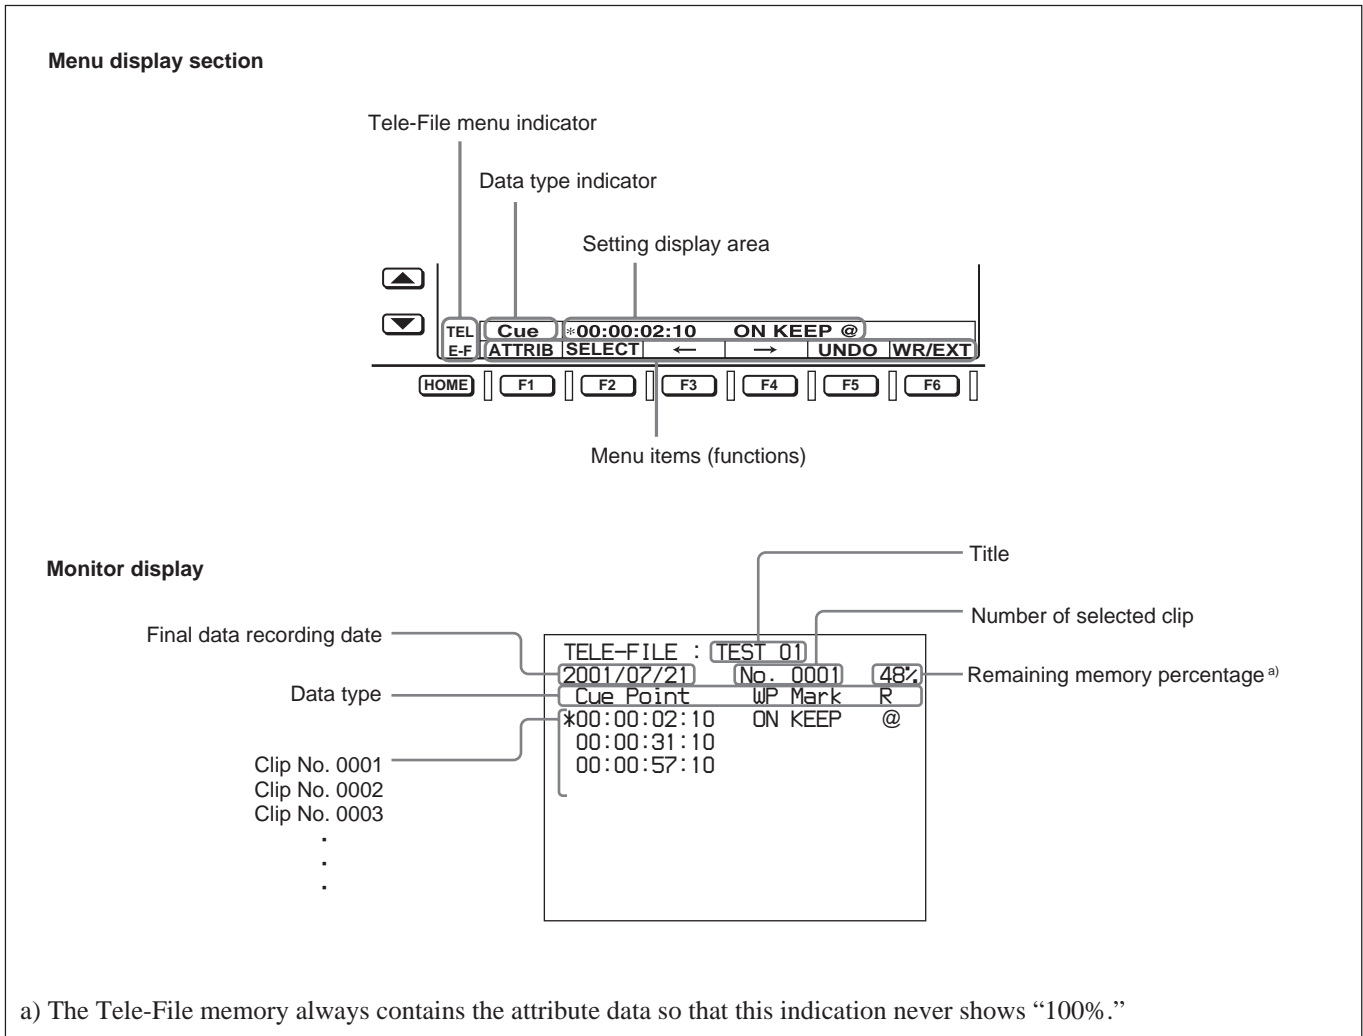 Menu display section
Tele-File menu indicator
Data type indicator
Setting display area
TEL Cue *00:00:02:10 ON KEEP @
E-F ATTRIB SELECT ← → UNDO WR/EXT
HOME F1 F2 F3 F4 F5 F6
Menu items (functions)
Monitor display
Title
Number of selected clip
Final data recording date
Remaining memory percentage a)
Data type
TELE-FILE : TEST 01
2001/07/21 No. 0001 48%
Cue Point WP Mark R
*00:00:02:10 ON KEEP @
00:00:31:10
00:00:57:10
Clip No. 0001
Clip No. 0002
Clip No. 0003
.
.
.
a) The Tele-File memory always contains the attribute data so that this indication never shows “100%.”